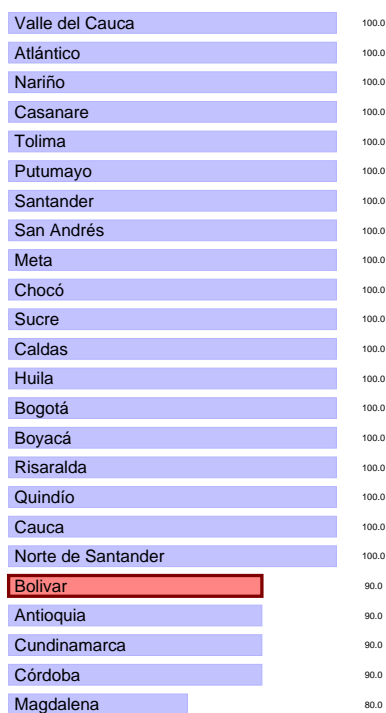 Valle del Cauca 100.0
Atlántico 100.0
Nariño 100.0
Casanare 100.0
Tolima 100.0
Putumayo 100.0
Santander 100.0
San Andrés 100.0
Meta 100.0
Chocó 100.0
Sucre 100.0
Caldas 100.0
Huila 100.0
Bogotá 100.0
Boyacá 100.0
Risaralda 100.0
Quindío 100.0
Cauca 100.0
Norte de Santander 100.0
Bolivar 90.0
Antioquia 90.0
Cundinamarca 90.0
Córdoba 90.0
Magdalena 80.0